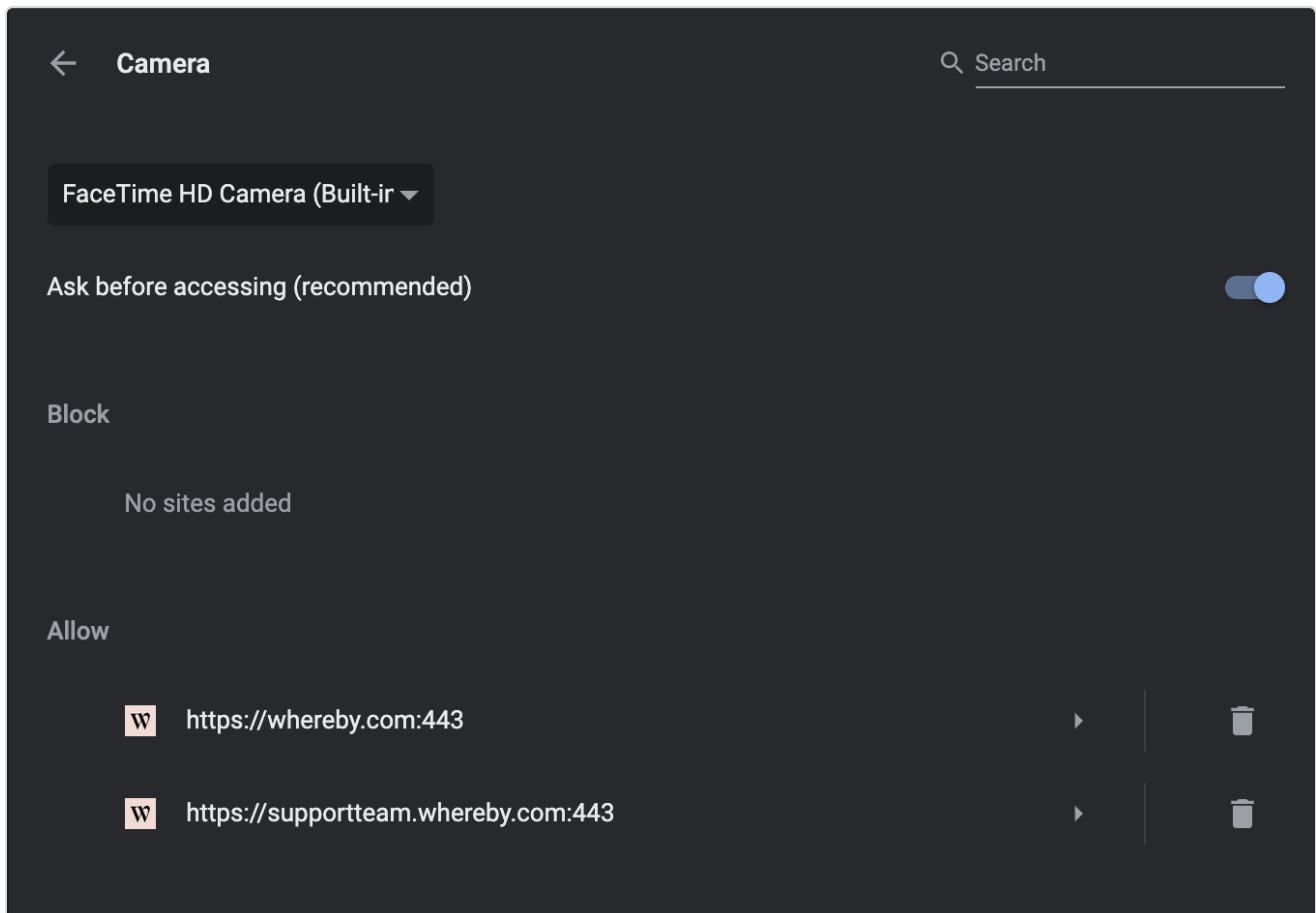 Camera
Search
FaceTime HD Camera (Built-in
Ask before accessing (recommended)
Block
No sites added
Allow
W https://whereby.com:443
W https://supportteam.whereby.com:443